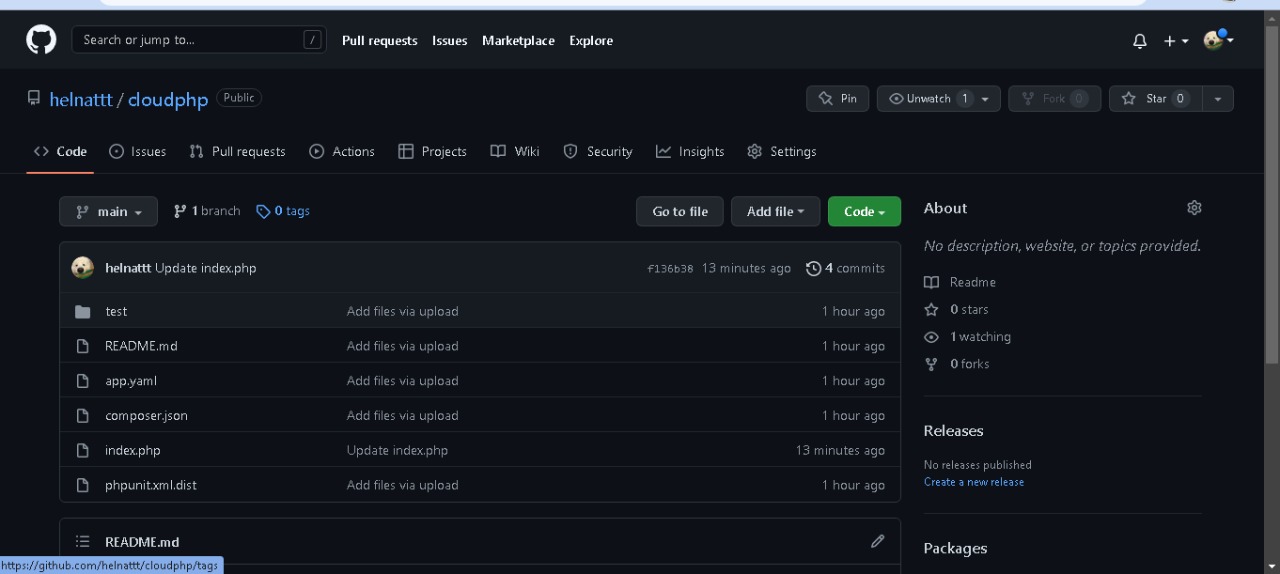 Search or jump to... / Pull requests Issues Marketplace Explore
helnattt / cloudphp Public Pin Unwatch 1 Fork 0 Star 0
Code Issues Pull requests Actions Projects Wiki Security Insights Settings
main 1 branch 0 tags Go to file Add file Code
helnattt Update index.php f136b38 13 minutes ago 4 commits
test Add files via upload 1 hour ago
README.md Add files via upload 1 hour ago
app.yaml Add files via upload 1 hour ago
composer.json Add files via upload 1 hour ago
index.php Update index.php 13 minutes ago
phpunit.xml.dist Add files via upload 1 hour ago
README.md
About
No description, website, or topics provided.
Readme
0 stars
1 watching
0 forks
Releases
No releases published
Create a new release
Packages
https://github.com/helnattt/cloudphp/tags